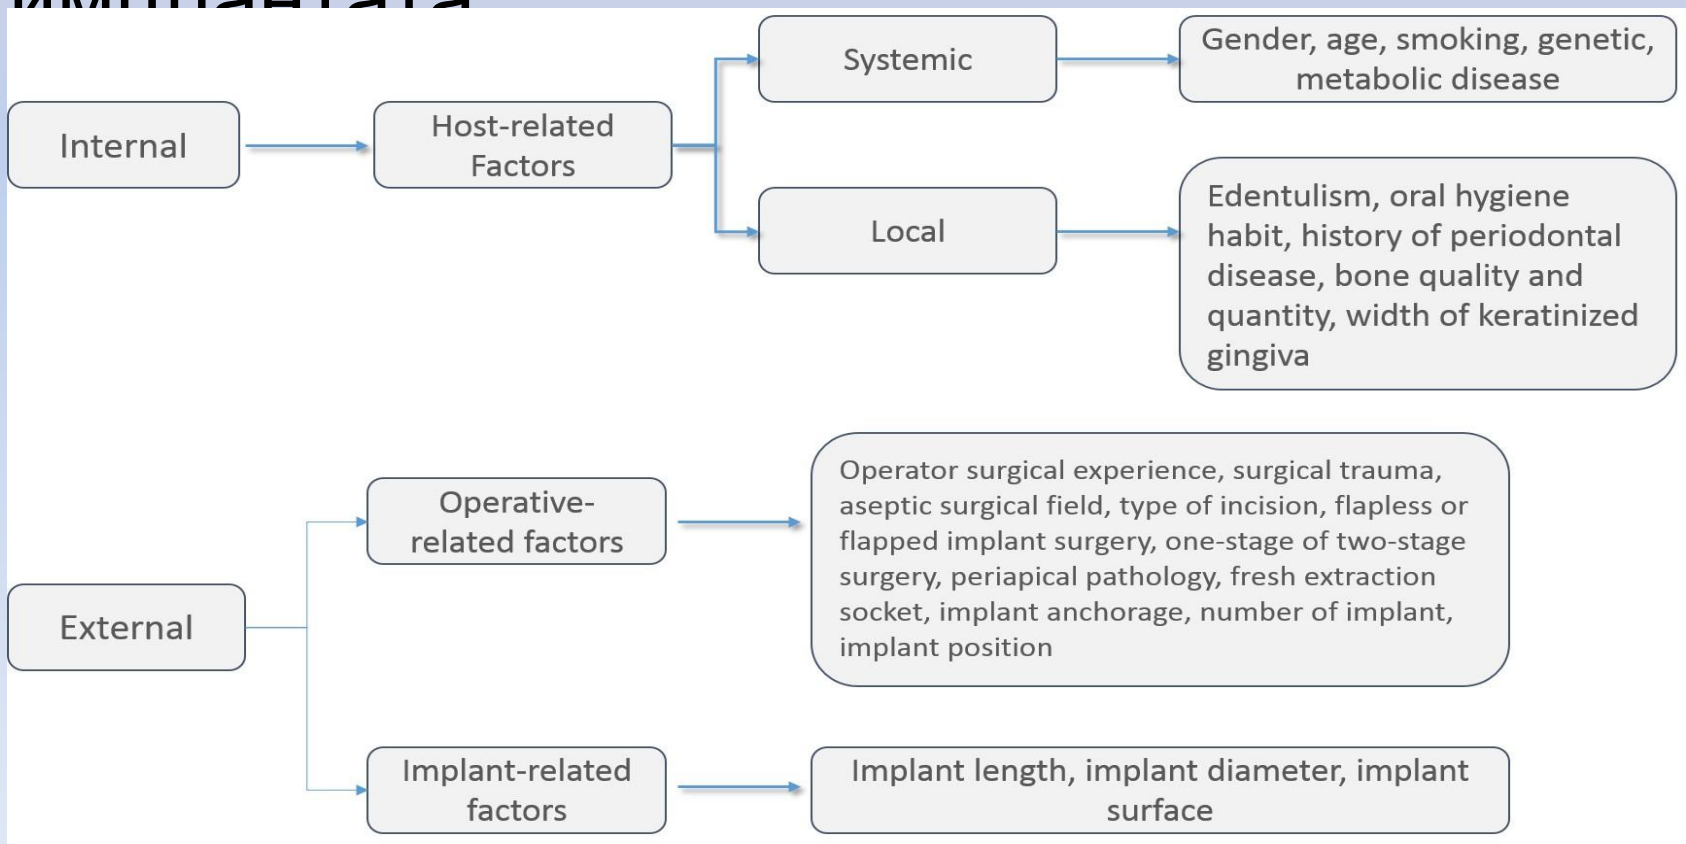 имплантата
Systemic
Gender, age, smoking, genetic,
metabolic disease
Internal
Host-related
Factors
Local
Edentulism, oral hygiene
habit, history of periodontal
disease, bone quality and
quantity, width of keratinized
gingiva
Operative-
related factors
Operator surgical experience, surgical trauma,
aseptic surgical field, type of incision, flapless or
flapped implant surgery, one-stage of two-stage
surgery, periapical pathology, fresh extraction
socket, implant anchorage, number of implant,
implant position
External
Implant-related
factors
Implant length, implant diameter, implant
surface